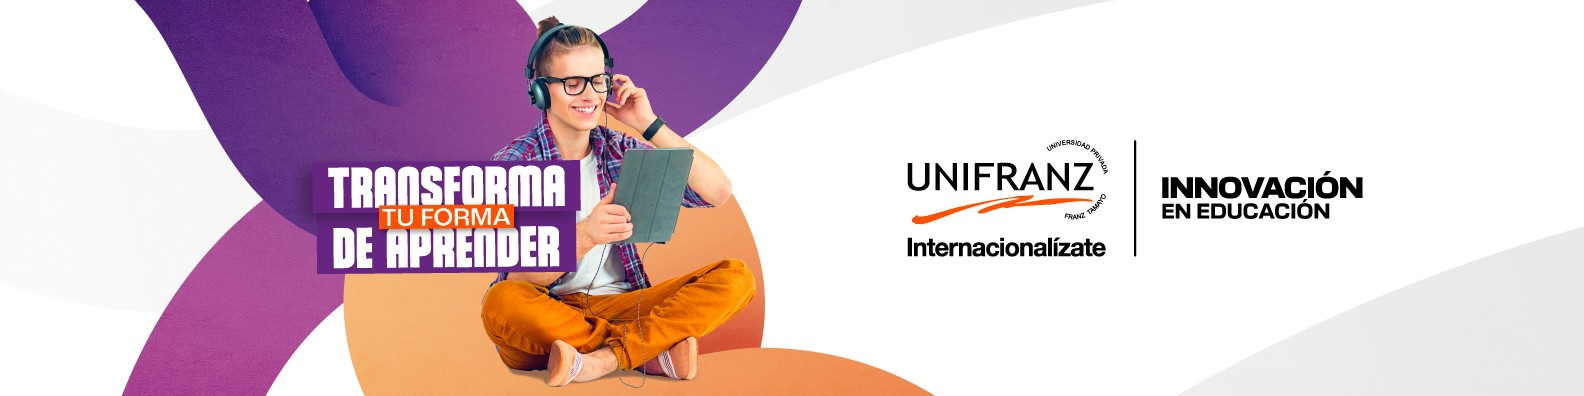 TRANSFORMA
TU FORMA
DE APRENDER
UNIVERSIDAD PRIVADA
UNIFRANZ
FRANZ TAMAYO
Internacionalízate
INNOVACIÓN
EN EDUCACIÓN